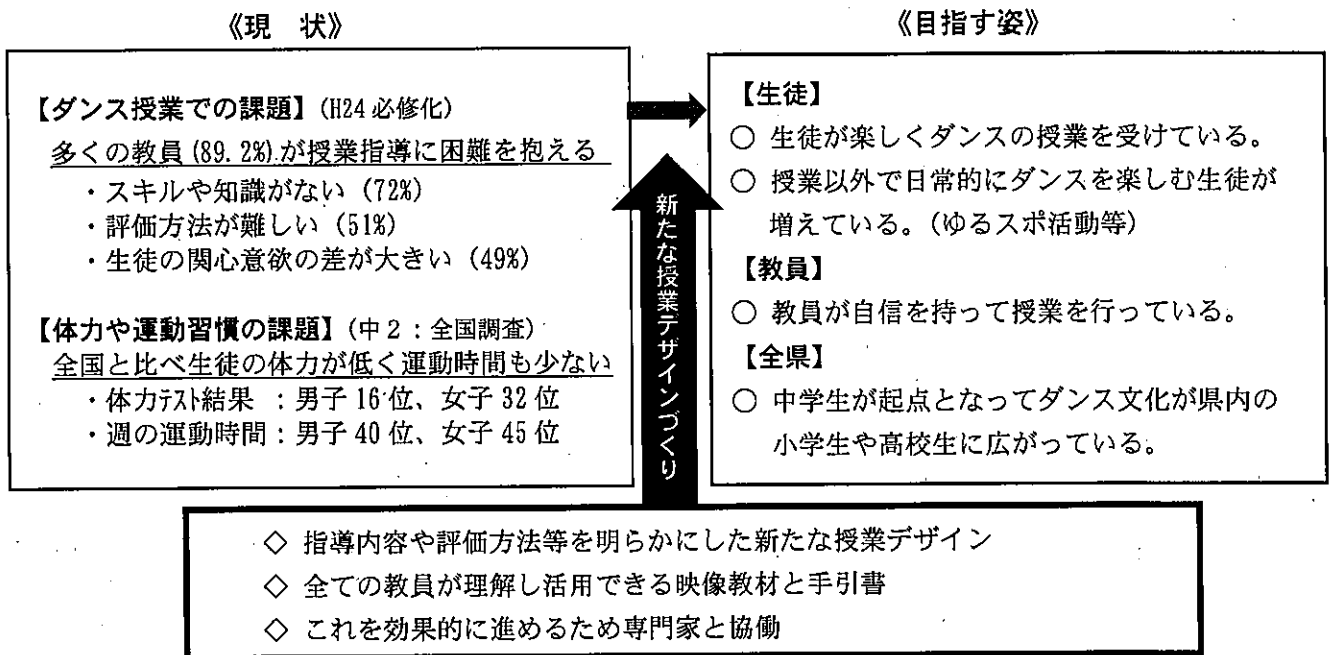 《現　状》
【ダンス授業での課題】(H24必修化)
多くの教員(89.2%)が授業指導に困難を抱える
・スキルや知識がない (72%)
・評価方法が難しい (51%)
・生徒の関心意欲の差が大きい (49%)
【体力や運動習慣の課題】(中2：全国調査)
全国と比べ生徒の体力が低く運動時間も少ない
・体力テスト結果　：男子16位、女子32位
・週の運動時間：男子40位、女子45位
新たな授業デザインづくり
《目指す姿》
【生徒】
○ 生徒が楽しくダンスの授業を受けている。
○ 授業以外で日常的にダンスを楽しむ生徒が
増えている。(ゆるスポ活動等)
【教員】
○ 教員が自信を持って授業を行っている。
【全県】
○ 中学生が起点となってダンス文化が県内の
小学生や高校生に広がっている。
◇ 指導内容や評価方法等を明らかにした新たな授業デザイン
◇ 全ての教員が理解し活用できる映像教材と手引書
◇ これを効果的に進めるため専門家と協働